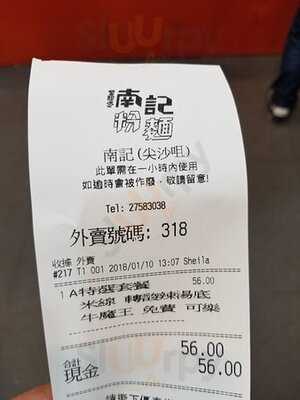 南記
粉麵
南記(尖沙咀)
此單需在一小時內使用
如逾時會被作廢，敬請留意!
Tel: 27583038
外賣號碼: 318
收據 外賣
#217 T1 001 2018/01/10 13:07 Sheila
1 A特選套餐 56.00
米線 轉酸辣湯底
牛魔王 免費 可樂
合計 56.00
現金 56.00